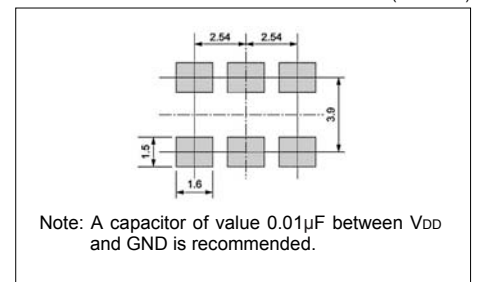 2.54 2.54
3.9
1.5
1.6
Note: A capacitor of value 0.01µF between VDD
and GND is recommended.